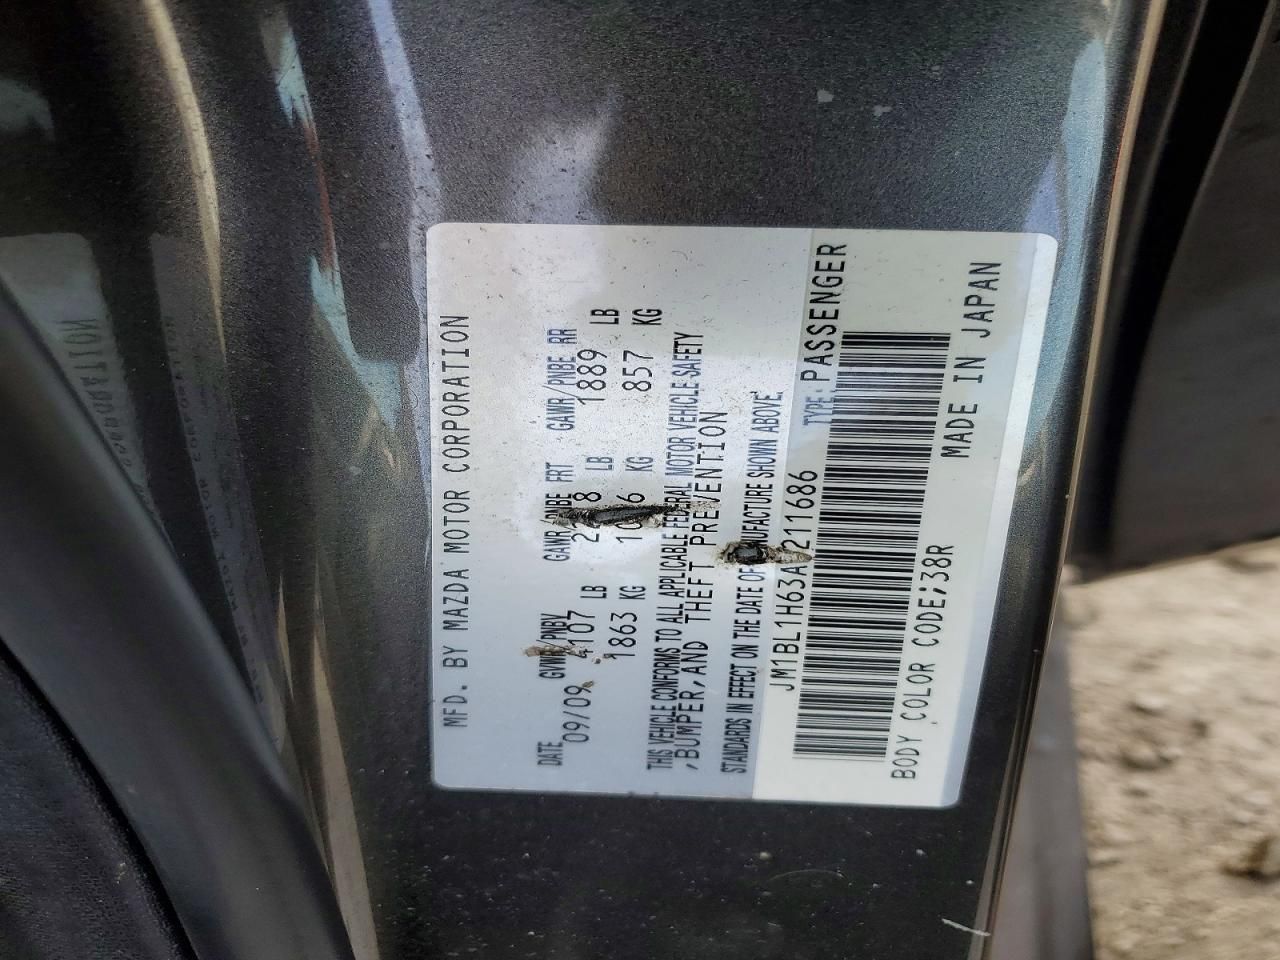 MFD. BY MAZDA MOTOR CORPORATION
DATE GVWR/PNBV GAWR/PNBE FRT GAWR/PNBE RR
09/09 4107 LB LB 1889 LB
1863 KG KG 857 KG
THIS VEHICLE CONFORMS TO ALL APPLICABLE FEDERAL MOTOR VEHICLE SAFETY
,BUMPER,AND THEFT PREVENTION
STANDARDS IN EFFECT ON THE DATE OF MANUFACTURE SHOWN ABOVE.
TYPE: PASSENGER
BODY COLOR CODE;38R
MADE IN JAPAN